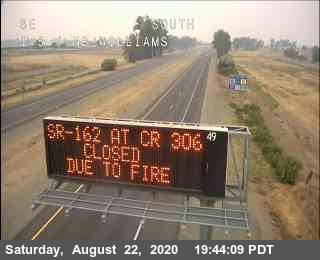 SE SOUTH
WILLIAMS
SR-162 AT CR 306
CLOSED
DUE TO FIRE
49
Saturday, August 22, 2020 19:44:09 PDT